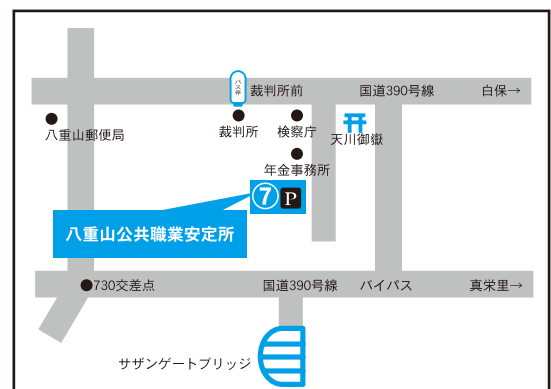 バス停
裁判所前
国道390号線
白保→
八重山郵便局
裁判所
検察庁
天川御嶽
年金事務所
⑦ P
八重山公共職業安定所
730交差点
国道390号線
バイパス
真栄里→
サザンゲートブリッジ